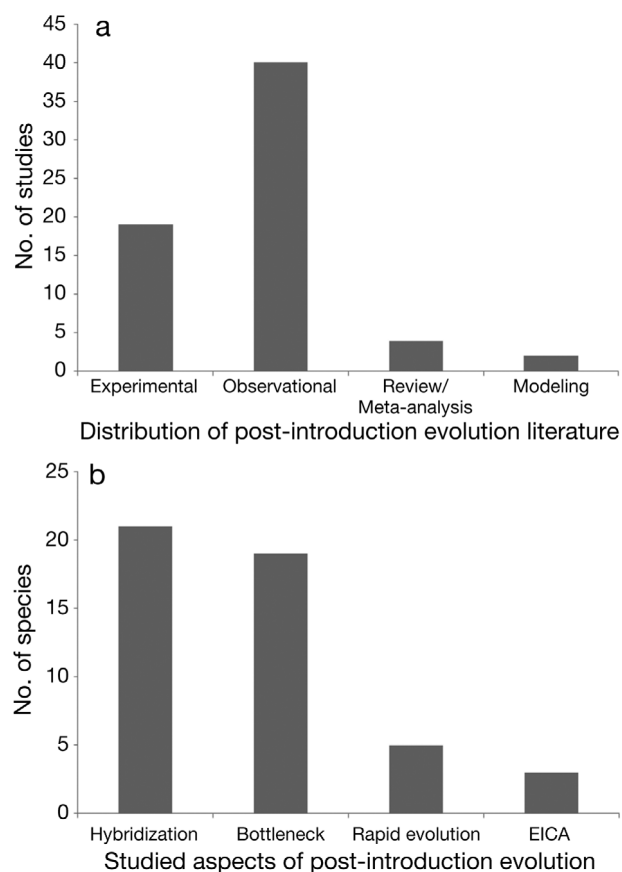 a
No. of studies
45
40
35
30
25
20
15
10
5
0
Experimental
Observational
Review/
Meta-analysis
Modeling
Distribution of post-introduction evolution literature
b
No. of species
25
20
15
10
5
0
Hybridization
Bottleneck
Rapid evolution
EICA
Studied aspects of post-introduction evolution